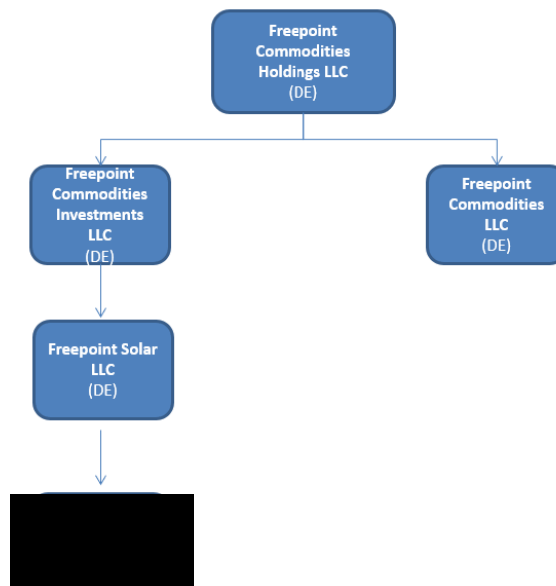 Freepoint
Commodities
Holdings LLC
(DE)
Freepoint
Commodities
Investments
LLC
(DE)
Freepoint
Commodities
LLC
(DE)
Freepoint Solar
LLC
(DE)